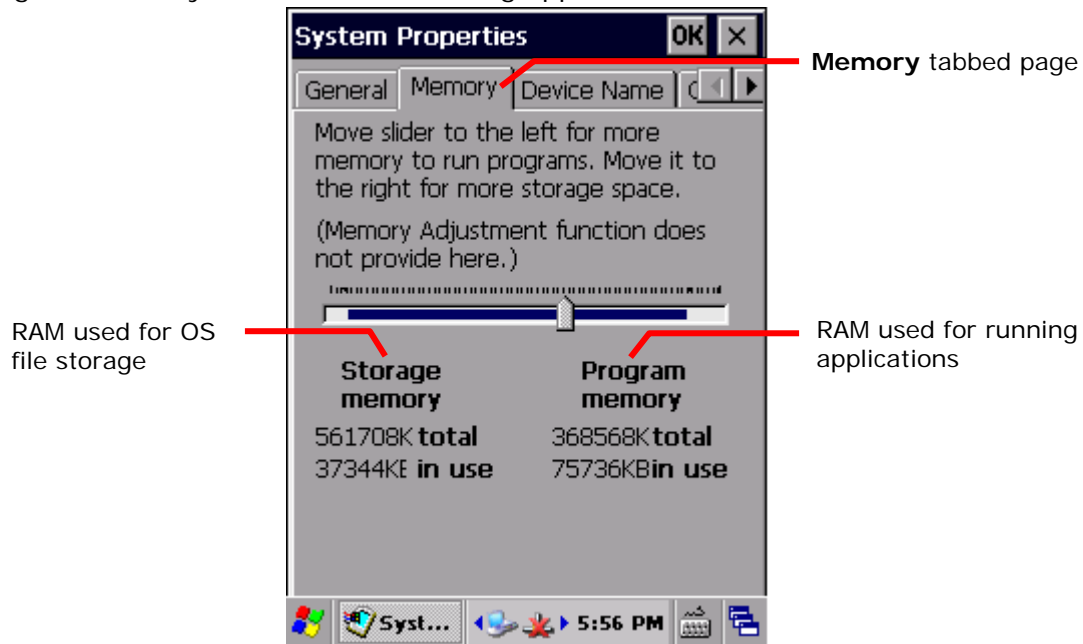 System Properties OK ×
Memory tabbed page
General Memory Device Name
Move slider to the left for more
memory to run programs. Move it to
the right for more storage space.
(Memory Adjustment function does
not provide here.)
RAM used for OS
file storage
RAM used for running
applications
Storage
memory
Program
memory
561708K total
368568K total
37344KB in use
75736KB in use
Syst... 5:56 PM